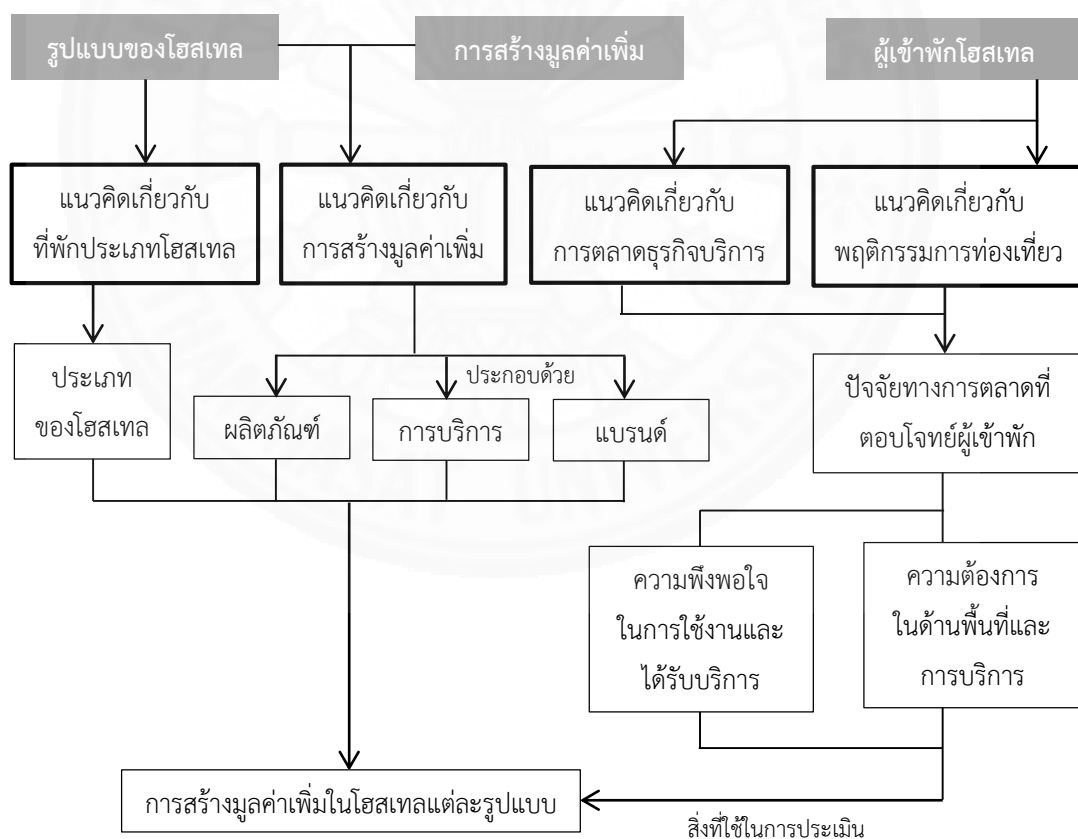 รูปแบบของโฮสเทล
การสร้างมูลค่าเพิ่ม
ผู้เข้าพักโฮสเทล
แนวคิดเกี่ยวกับ
ที่พักประเภทโฮสเทล
แนวคิดเกี่ยวกับ
การสร้างมูลค่าเพิ่ม
แนวคิดเกี่ยวกับ
การตลาดธุรกิจบริการ
แนวคิดเกี่ยวกับ
พฤติกรรมการท่องเที่ยว
ประเภท
ของโฮสเทล
ประกอบด้วย
ผลิตภัณฑ์
การบริการ
แบรนด์
ปัจจัยทางการตลาดที่
ตอบโจทย์ผู้เข้าพัก
ความพึงพอใจ
ในการใช้งานและ
ได้รับบริการ
ความต้องการ
ในด้านพื้นที่และ
การบริการ
การสร้างมูลค่าเพิ่มในโฮสเทลแต่ละรูปแบบ
สิ่งที่ใช้ในการประเมิน